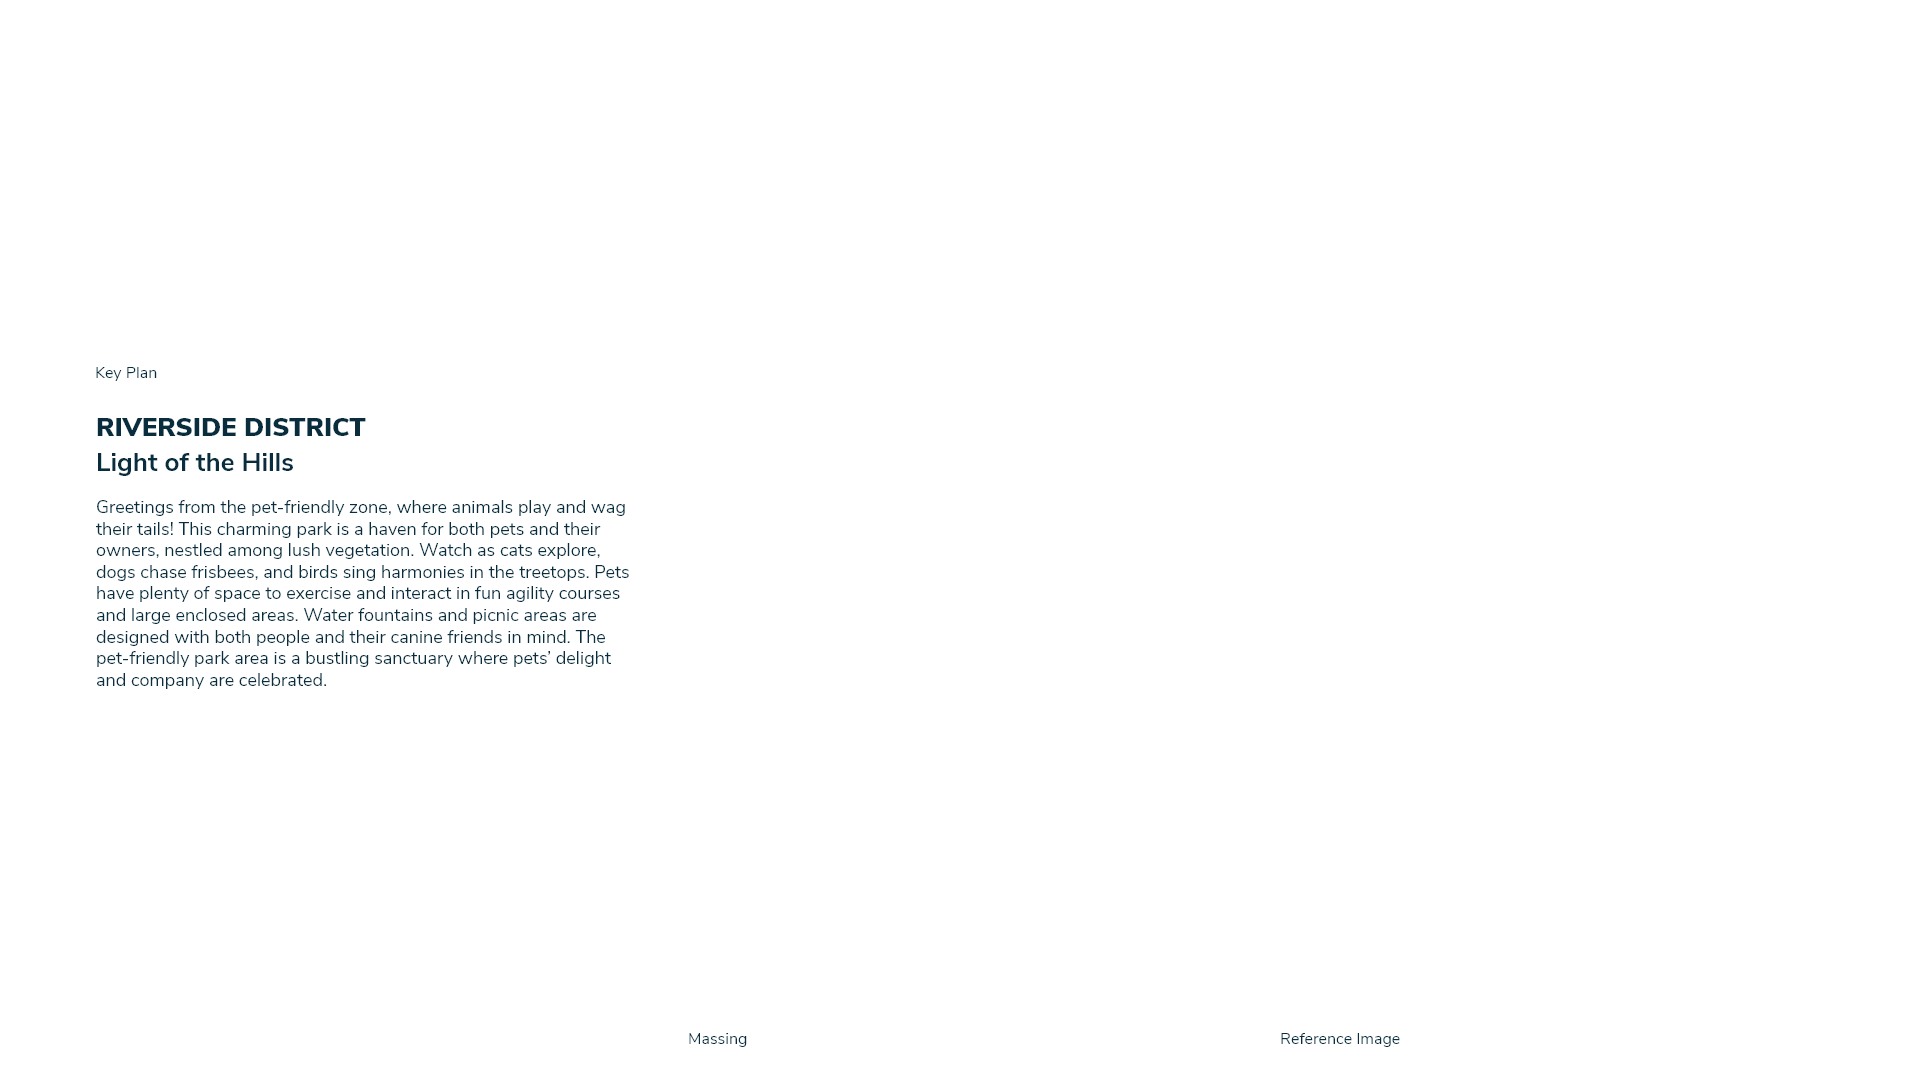 Key Plan
RIVERSIDE DISTRICT
Light of the Hills
Greetings from the pet-friendly zone, where animals play and wag
their tails! This charming park is a haven for both pets and their
owners, nestled among lush vegetation. Watch as cats explore,
dogs chase frisbees, and birds sing harmonies in the treetops. Pets
have plenty of space to exercise and interact in fun agility courses
and large enclosed areas. Water fountains and picnic areas are
designed with both people and their canine friends in mind. The
pet-friendly park area is a bustling sanctuary where pets’ delight
and company are celebrated.
Massing
Reference Image